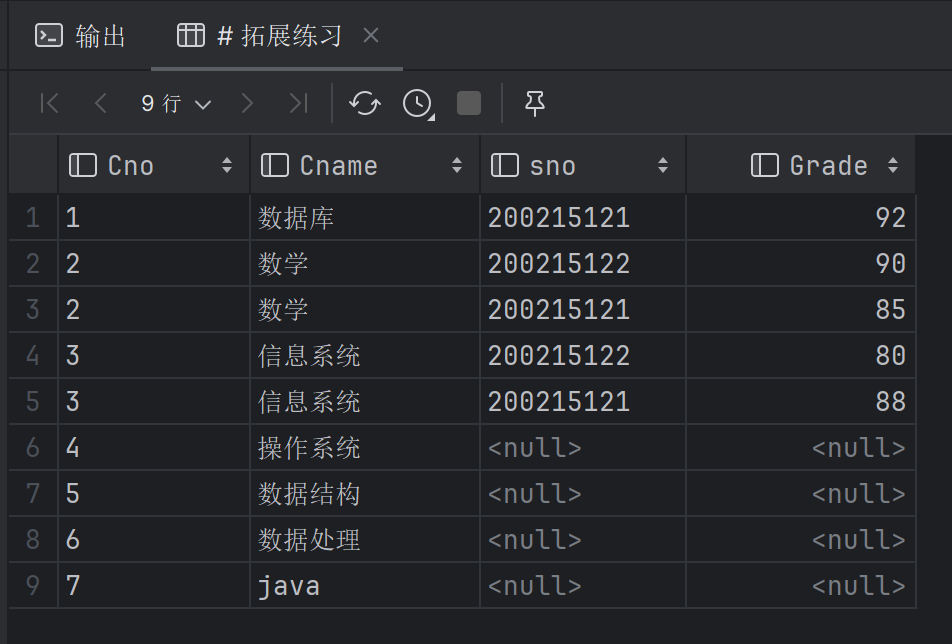 输出 # 拓展练习
9 行
Cno Cname sno Grade
1 1 数据库 200215121 92
2 2 数学 200215122 90
3 2 数学 200215121 85
4 3 信息系统 200215122 80
5 3 信息系统 200215121 88
6 4 操作系统 <null> <null>
7 5 数据结构 <null> <null>
8 6 数据处理 <null> <null>
9 7 java <null> <null>